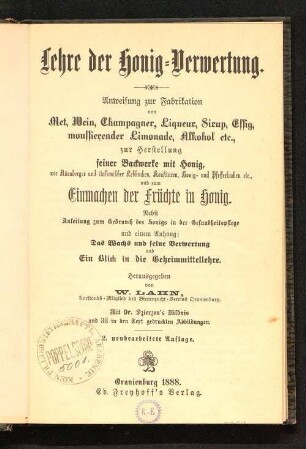 Lehre der Honig-Verwertung.
Anweisung zur Fabrikation
von
Met, Wein, Champagner, Liqueur, Sirup, Essig,
moussierender Limonade, Alkohol etc.,
zur Herstellung
feiner Backwerke mit Honig,
wie Nürnberger und Lebkuchen, Konfitüren, Honig- und Pfefferkuchen etc.,
und zum
Einmachen der Früchte in Honig.
Nebst
Anleitung zum Gebrauch des Honigs in der Gesundheitspflege
und einem Anhang:
Das Wachs und seine Verwertung
und
Ein Blick in die Geheimmittellehre.
Herausgegeben
von
W. LAHN,
Vorstands-Mitglied des Bienenzucht-Vereins Oranienburg.
Mit Dr. Dzierzon's Bildnis
und 33 in den Text gedruckten Abbildungen.
2. neubearbeitete Auflage.
POPPELSDORF
5001.
Oranienburg 1888.
Ed. Freyhoff's Verlag.